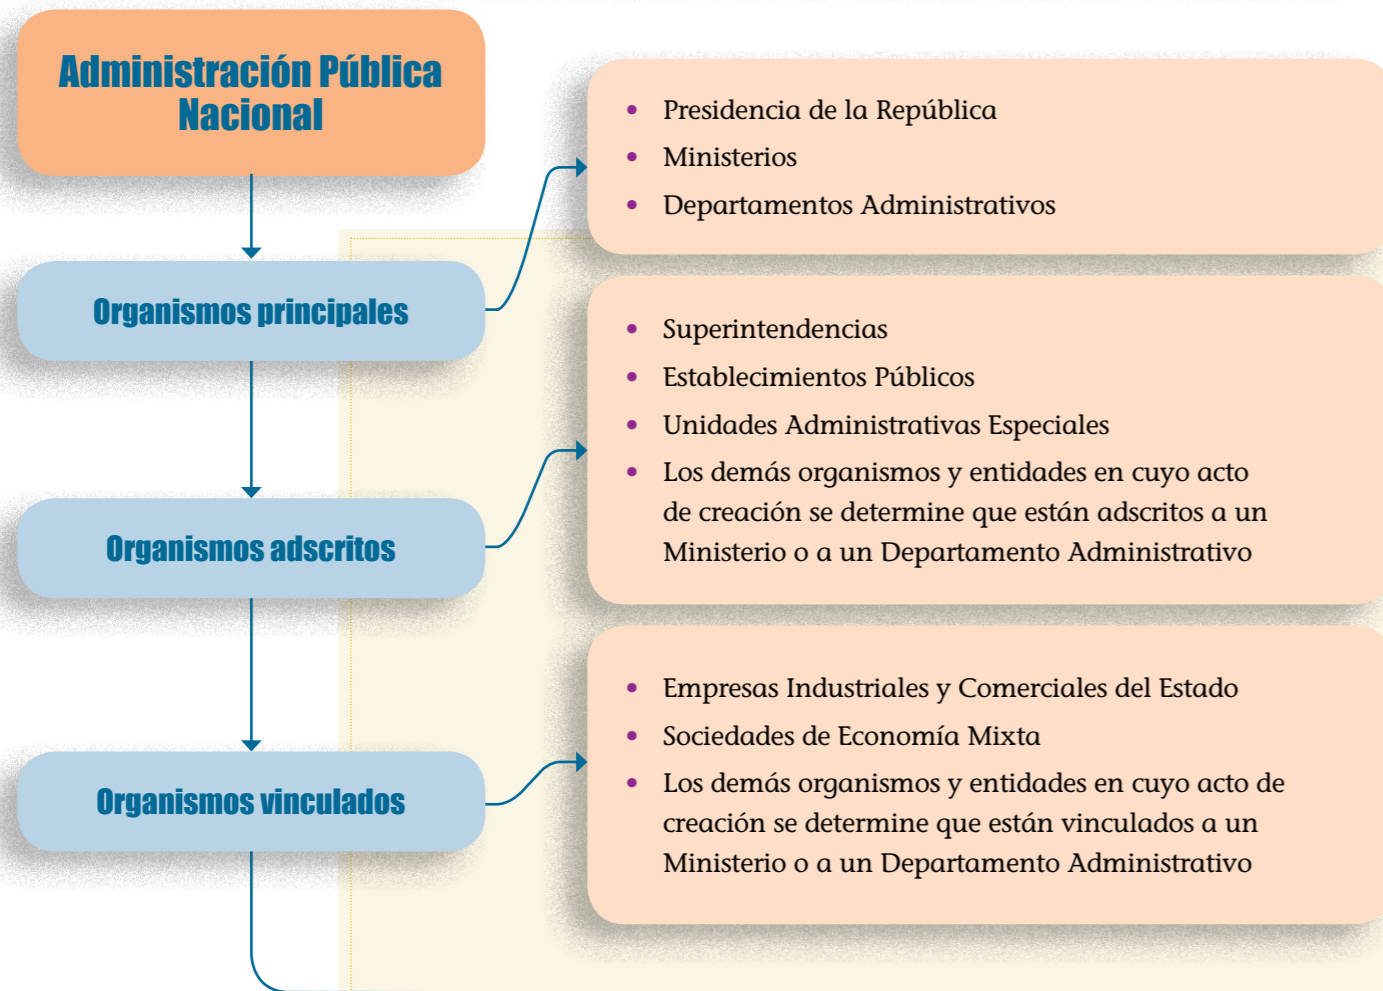 Administración Pública
Nacional
• Presidencia de la República
• Ministerios
• Departamentos Administrativos
Organismos principales
• Superintendencias
• Establecimientos Públicos
• Unidades Administrativas Especiales
• Los demás organismos y entidades en cuyo acto
de creación se determine que están adscritos a un
Ministerio o a un Departamento Administrativo
Organismos adscritos
• Empresas Industriales y Comerciales del Estado
• Sociedades de Economía Mixta
• Los demás organismos y entidades en cuyo acto de
creación se determine que están vinculados a un
Ministerio o a un Departamento Administrativo
Organismos vinculados